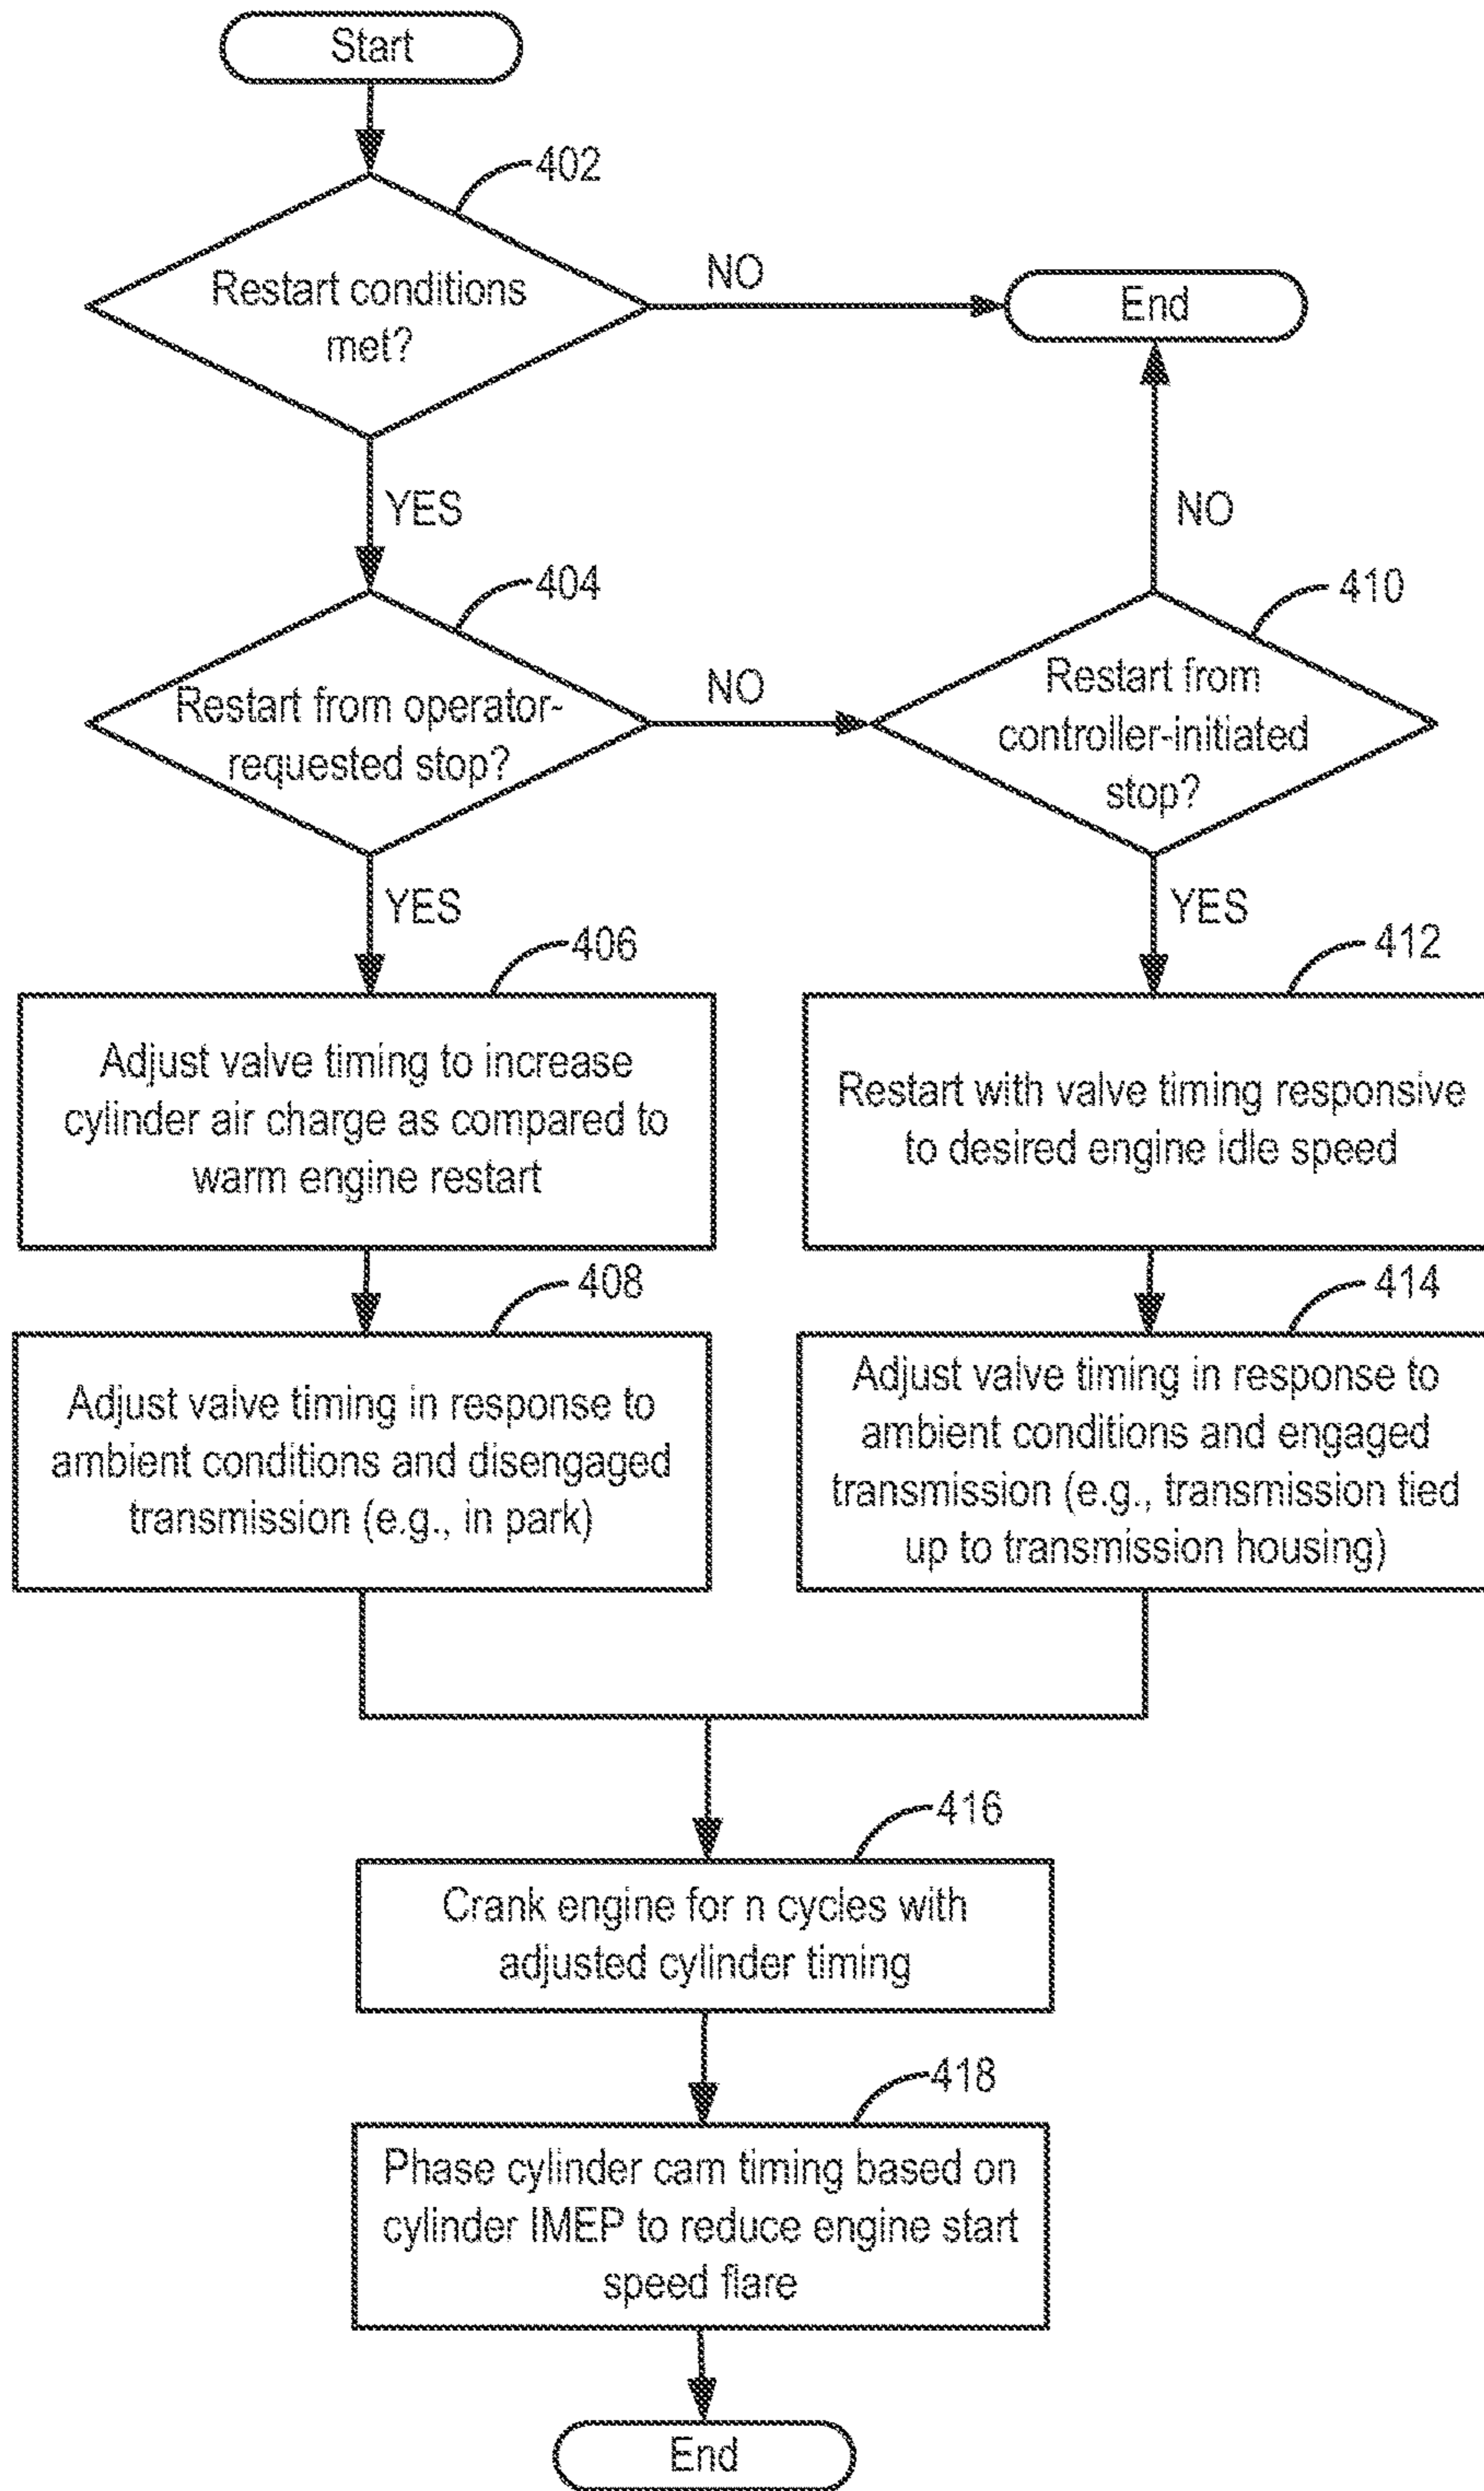 Start
402
Restart conditions
met?
NO
End
YES
NO
404
410
Restart from operator-
requested stop?
NO
Restart from
controller-initiated
stop?
YES
YES
406
412
Adjust valve timing to increase
cylinder air charge as compared to
warm engine restart
Restart with valve timing responsive
to desired engine idle speed
408
414
Adjust valve timing in response to
ambient conditions and disengaged
transmission (e.g., in park)
Adjust valve timing in response to
ambient conditions and engaged
transmission (e.g., transmission tied
up to transmission housing)
416
Crank engine for n cycles with
adjusted cylinder timing
418
Phase cylinder cam timing based on
cylinder IMEP to reduce engine start
speed flare
End